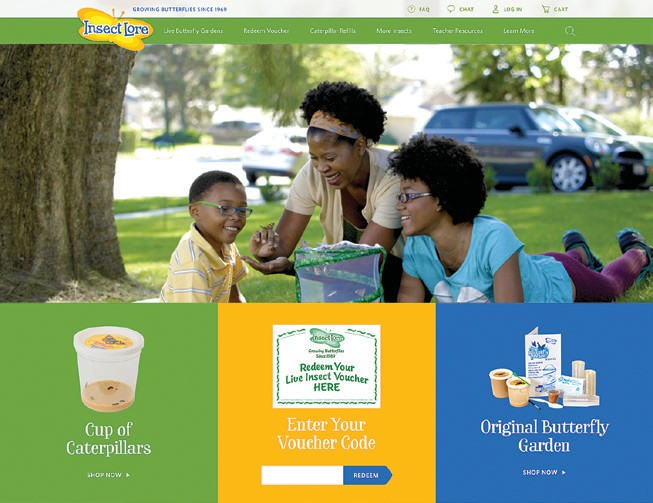 GROWING BUTTERFLIES SINCE 1969
FAQ CHAT LOG IN CART
Insect Lore
Live Butterfly Gardens Redeem Voucher Caterpillar Refills More Insects Teacher Resources Learn More
Insect Lore
Growing Butterflies
Since 1969
Redeem Your
Live Insect Voucher
HERE
Cup of
Caterpillars
SHOP NOW
Enter Your
Voucher Code
REDEEM
Original Butterfly
Garden
SHOP NOW